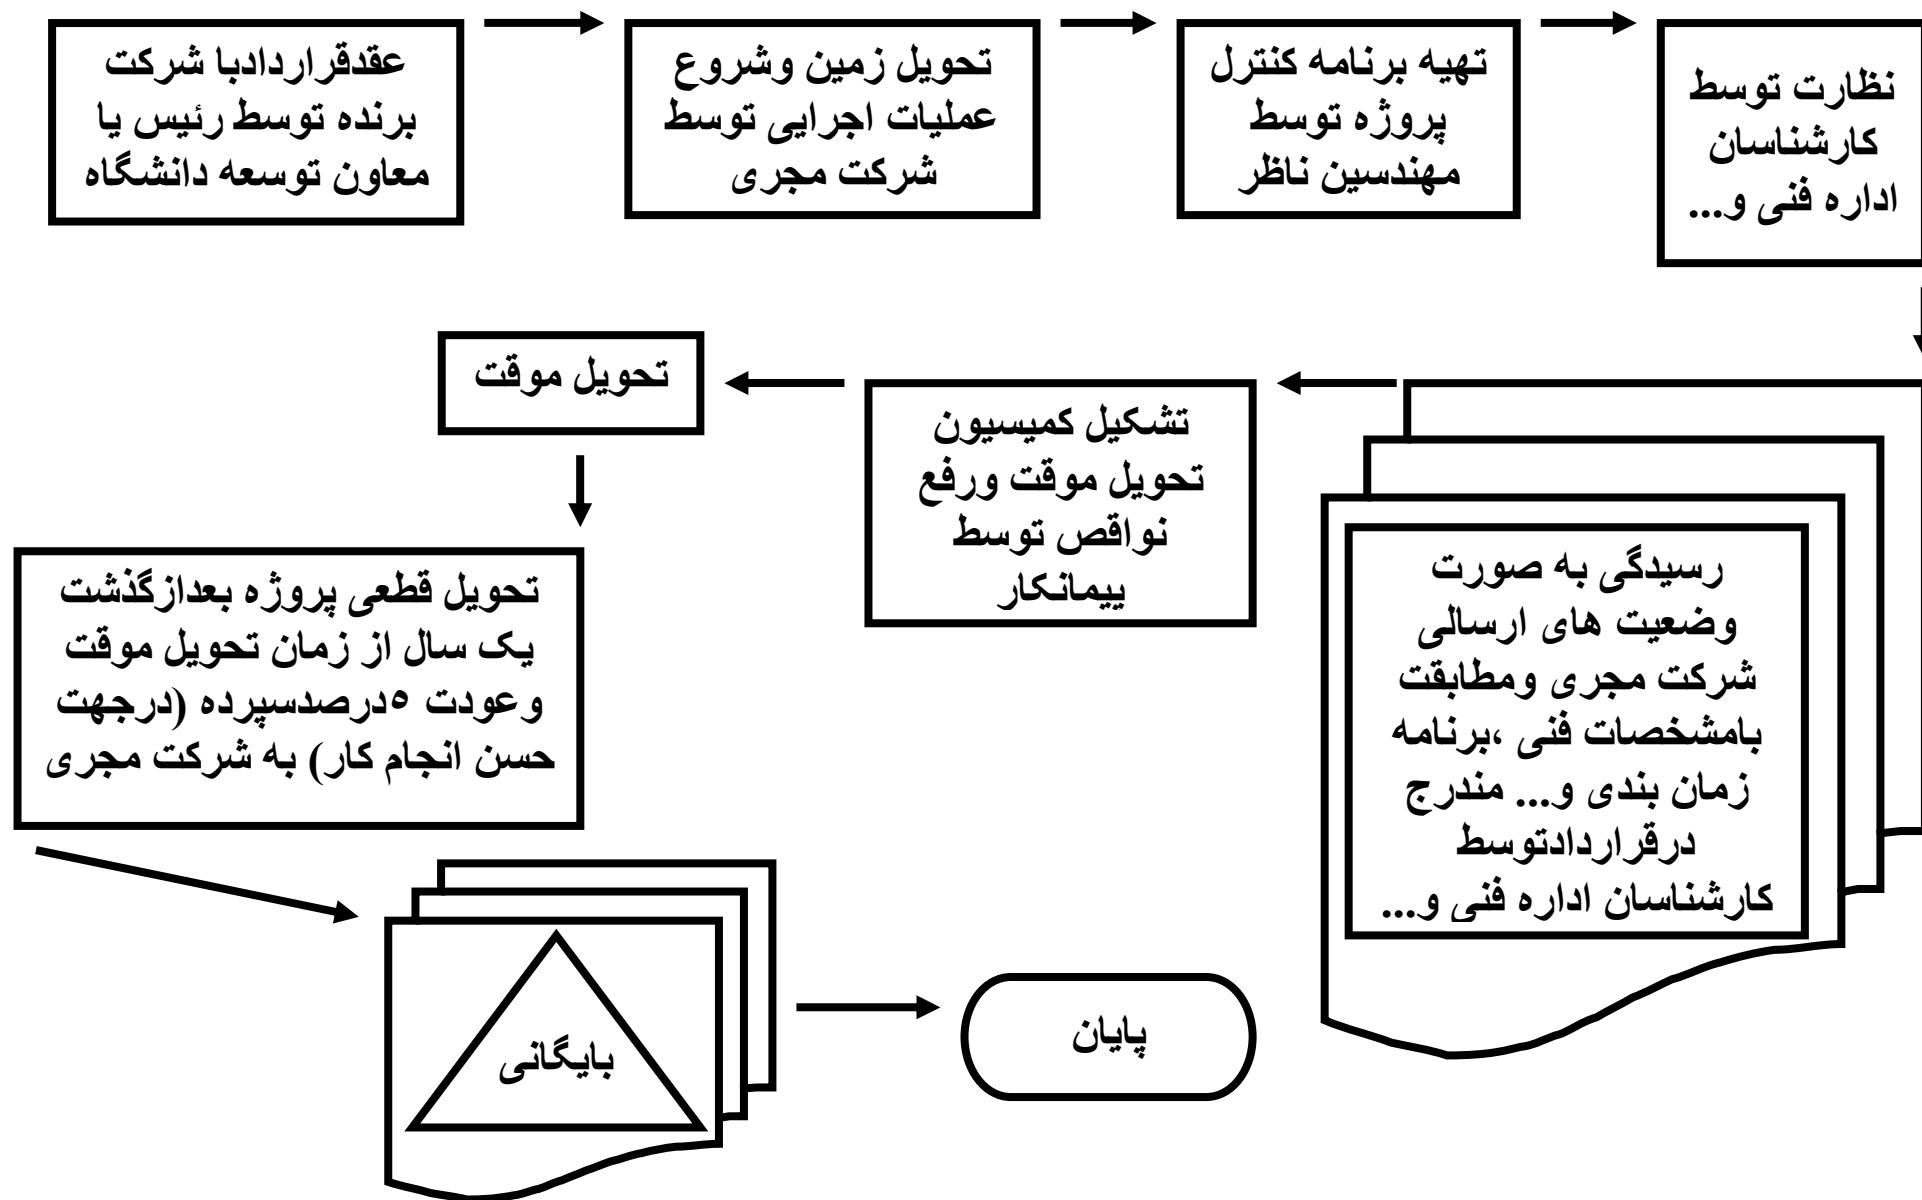 عقدقراردادبا شرکت
برنده توسط رئیس یا
معاون توسعه دانشگاه
تحویل زمین وشروع
عملیات اجرایی توسط
شرکت مجری
تهیه برنامه کنترل
پروژه توسط
مهندسین ناظر
نظارت توسط
کارشناسان
اداره فنی و...
رسیدگی به صورت
وضعیت های ارسالی
شرکت مجری ومطابقت
بامشخصات فنی ،برنامه
زمان بندی و... مندرج
درقراردادتوسط
کارشناسان اداره فنی و...
تشکیل کمیسیون
تحویل موقت ورفع
نواقص توسط
پیمانکار
تحویل موقت
تحویل قطعی پروژه بعدازگذشت
یک سال از زمان تحویل موقت
وعودت ٥درصدسپرده (درجهت
حسن انجام کار) به شرکت مجری
بایگانی
پایان